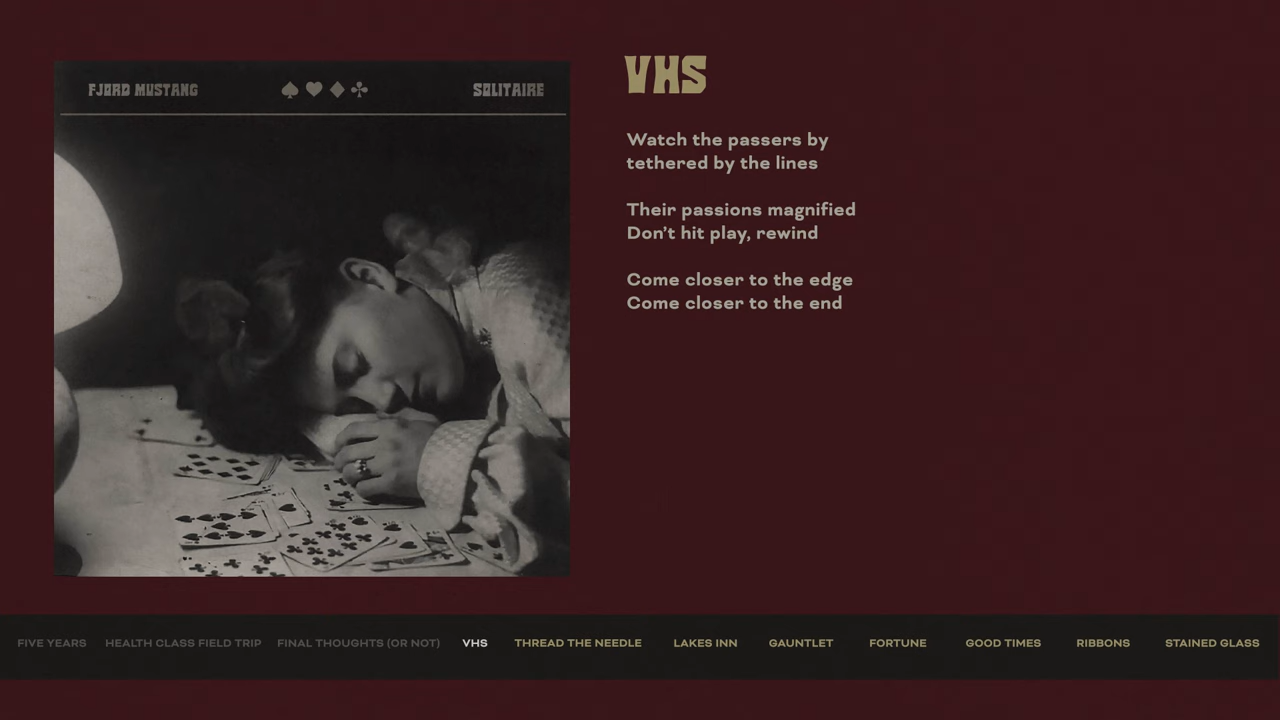 FJORD MUSTANG
SOLITAIRE
VHS
Watch the passers by
tethered by the lines
Their passions magnified
Don't hit play, rewind
Come closer to the edge
Come closer to the end
FIVE YEARS
HEALTH CLASS FIELD TRIP
FINAL THOUGHTS (OR NOT)
VHS
THREAD THE NEEDLE
LAKES INN
GAUNTLET
FORTUNE
GOOD TIMES
RIBBONS
STAINED GLASS